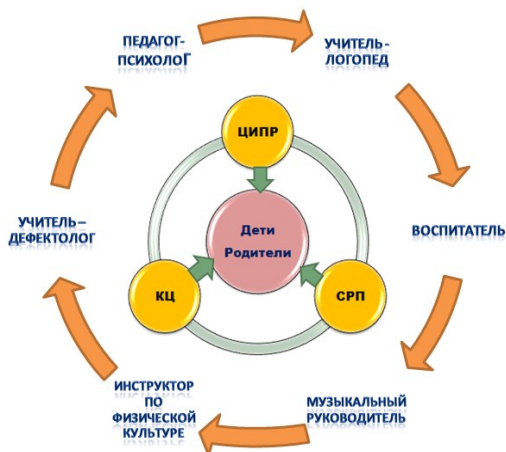 ПЕДАГОГ-
ПСИХОЛОГ
УЧИТЕЛЬ-
ЛОГОПЕД
ЦИПР
Дети
Родители
УЧИТЕЛЬ–
ДЕФЕКТОЛОГ
ВОСПИТАТЕЛЬ
КЦ
СРП
ИНСТРУКТОР
ПО
ФИЗИЧЕСКОЙ
КУЛЬТУРЕ
МУЗЫКАЛЬНЫЙ
РУКОВОДИТЕЛЬ